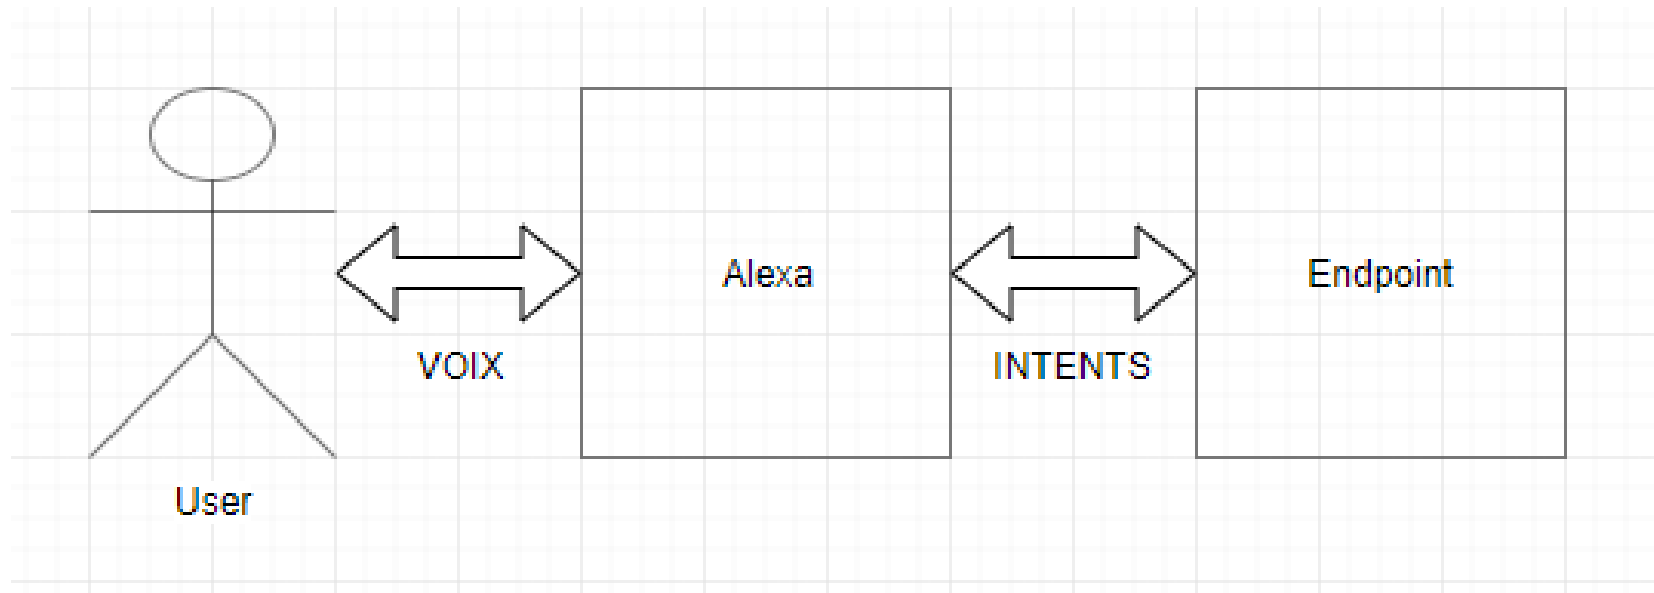 Alexa
Endpoint
VOIX
INTENTS
User